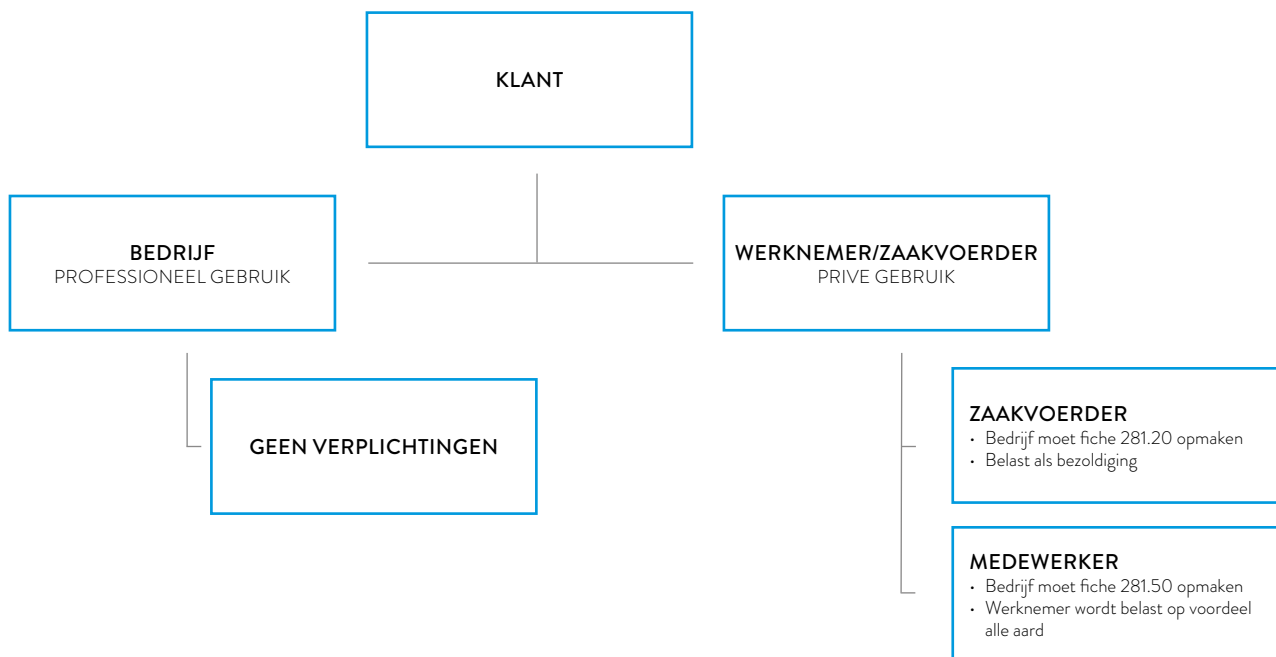 KLANT
BEDRIJF
PROFESSIONEEL GEBRUIK
WERKNEMER/ZAAKVOERDER
PRIVE GEBRUIK
GEEN VERPLICHTINGEN
ZAAKVOERDER
• Bedrijf moet fiche 281.20 opmaken
• Belast als bezoldiging
MEDEWERKER
• Bedrijf moet fiche 281.50 opmaken
• Werknemer wordt belast op voordeel
alle aard